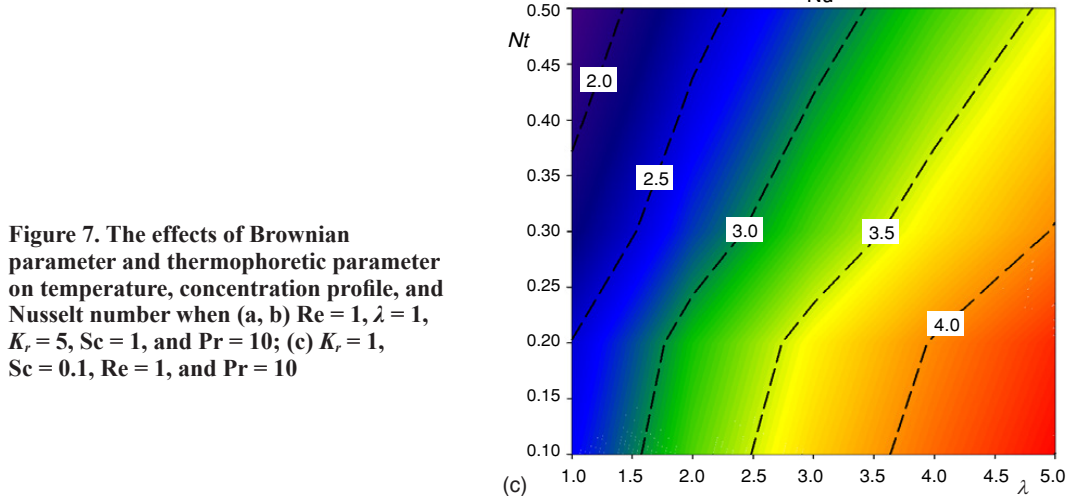 Nu
0.50
Nt
0.45
0.40
0.35
0.30
0.25
0.20
0.15
0.10
2.0
2.5
3.0
3.5
4.0
1.0 1.5 2.0 2.5 3.0 3.5 4.0 4.5 5.0
λ
(c)
Figure 7. The effects of Brownian
parameter and thermophoretic parameter
on temperature, concentration profile, and
Nusselt number when (a, b) Re = 1, λ = 1,
Kr = 5, Sc = 1, and Pr = 10; (c) Kr = 1,
Sc = 0.1, Re = 1, and Pr = 10